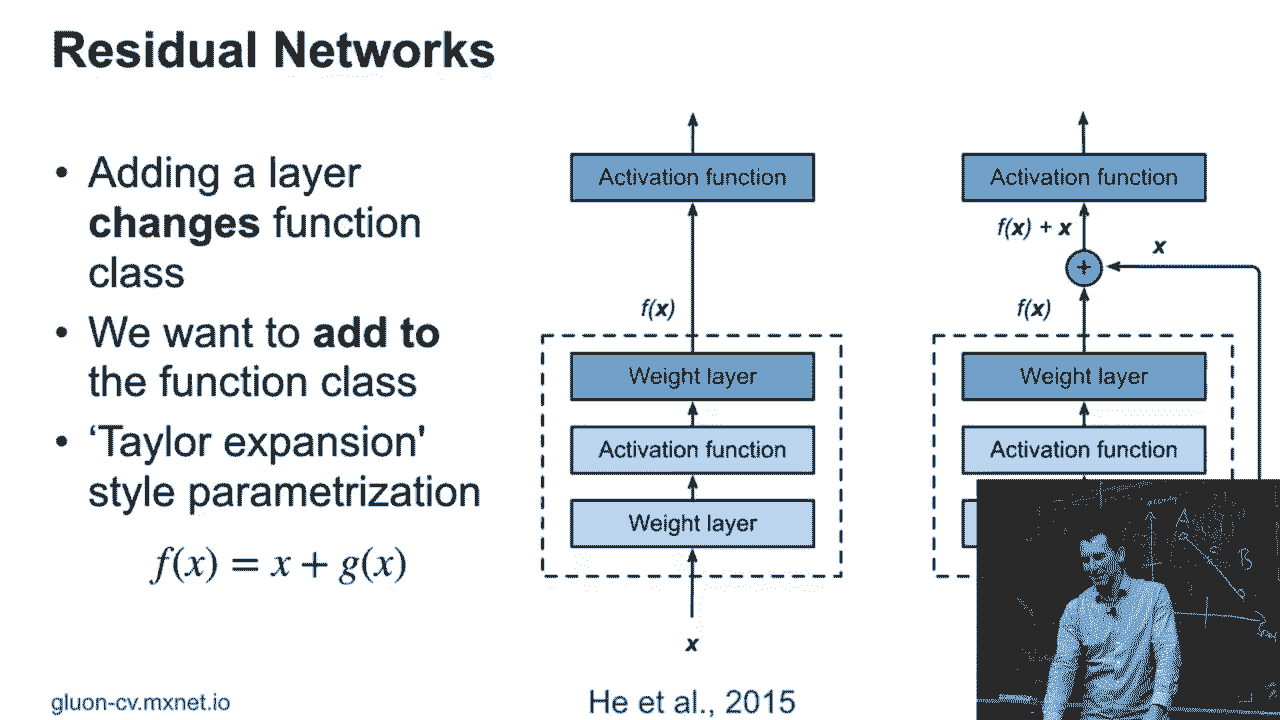 Residual Networks
• Adding a layer
changes function
class
• We want to add to
the function class
• ‘Taylor expansion'
style parametrization
f(x) = x + g(x)
gluon-cv.mxnet.io
Activation function
f(x)
Weight layer
Activation function
Weight layer
x
He et al., 2015
Activation function
f(x) + x
x
+
f(x)
Weight layer
Activation function
A
B